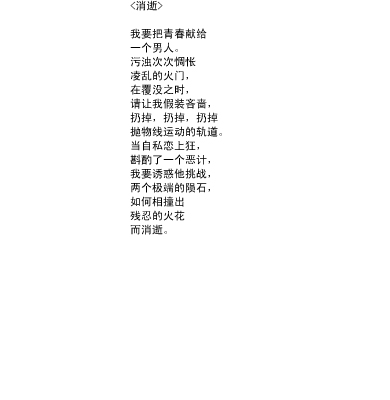 <消逝>
我要把青春献给
一个男人。
污浊次次惆怅
凌乱的火门，
在覆没之时，
请让我假装吝啬，
扔掉，扔掉，扔掉
抛物线运动的轨道。
当自私恋上狂，
斟酌了一个恶计，
我要诱惑他挑战，
两个极端的陨石，
如何相撞出
残忍的火花
而消逝。